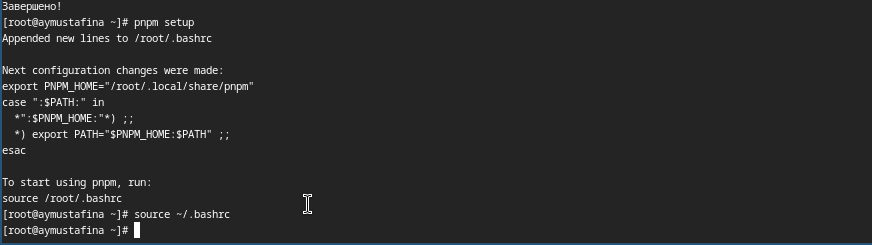 Завершено!
[root@aymustafina ~]# pnpm setup
Appended new lines to /root/.bashrc
Next configuration changes were made:
export PNPM_HOME="/root/.local/share/pnpm"
case ":$PATH:" in
  *":$PNPM_HOME:"*) ;;
  *) export PATH="$PNPM_HOME:$PATH" ;;
esac
To start using pnpm, run:
source /root/.bashrc
[root@aymustafina ~]# source ~/.bashrc
[root@aymustafina ~]#